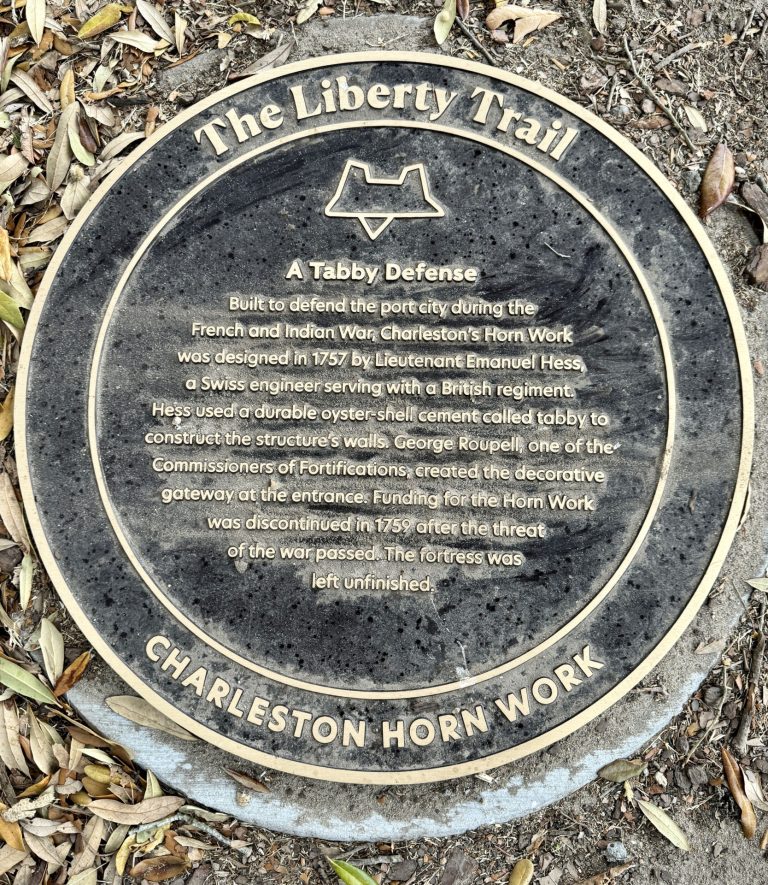 The Liberty Trail
A Tabby Defense
Built to defend the port city during the
French and Indian War, Charleston's Horn Work
was designed in 1757 by Lieutenant Emanuel Hess,
a Swiss engineer serving with a British regiment.
Hess used a durable oyster-shell cement called tabby to
construct the structure's walls. George Roupell, one of the
Commissioners of Fortifications, created the decorative
gateway at the entrance. Funding for the Horn Work
was discontinued in 1759 after the threat
of the war passed. The fortress was
left unfinished.
CHARLESTON HORN WORK